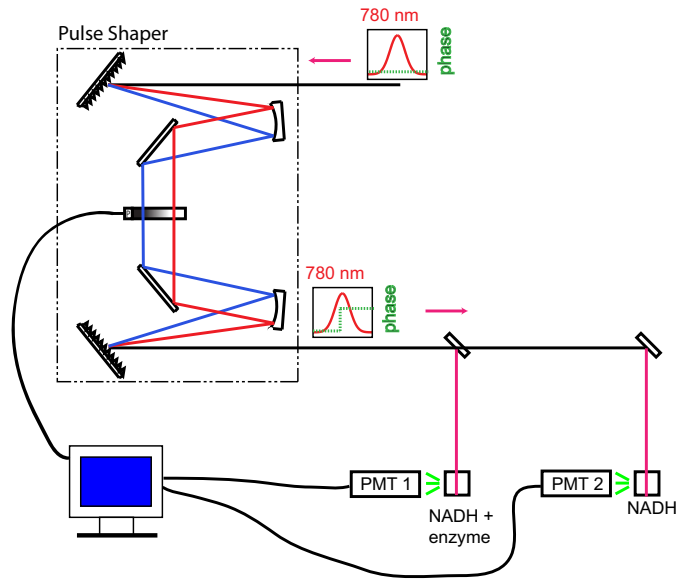 780 nm
Pulse Shaper
phase
780 nm
phase
PMT 1
PMT 2
NADH +
enzyme
NADH